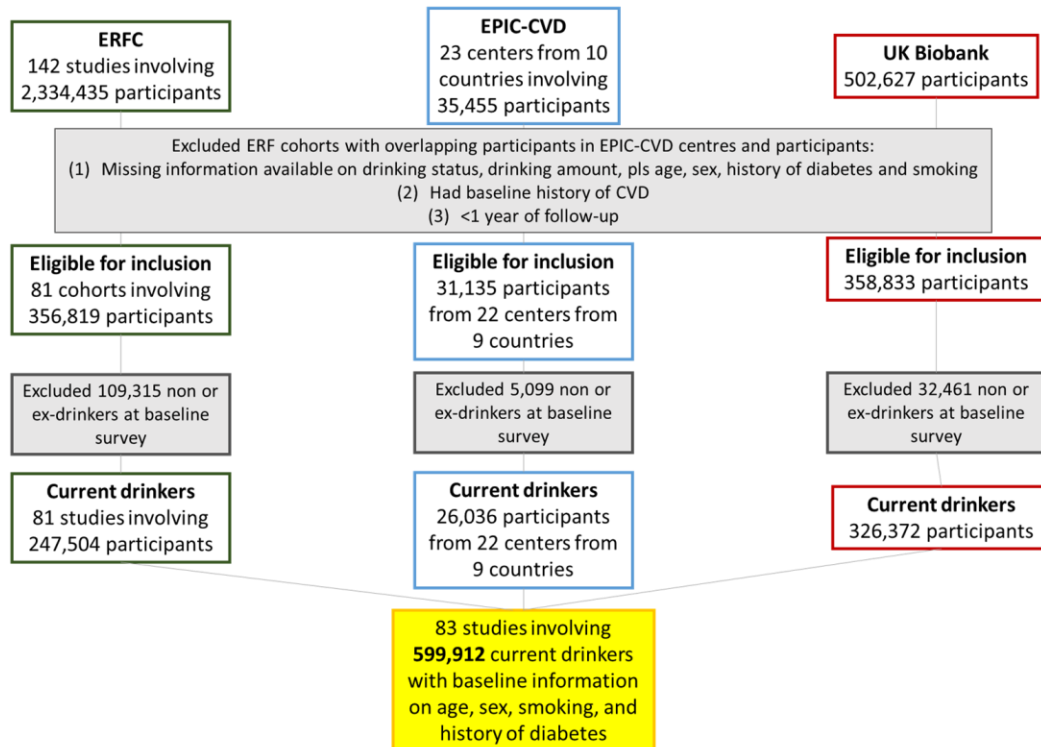 ERFC
142 studies involving
2,334,435 participants
EPIC-CVD
23 centers from 10
countries involving
35,455 participants
UK Biobank
502,627 participants
Excluded ERF cohorts with overlapping participants in EPIC-CVD centres and participants:
(1) Missing information available on drinking status, drinking amount, pls age, sex, history of diabetes and smoking
(2) Had baseline history of CVD
(3) <1 year of follow-up
Eligible for inclusion
81 cohorts involving
356,819 participants
Eligible for inclusion
31,135 participants
from 22 centers from
9 countries
Eligible for inclusion
358,833 participants
Excluded 109,315 non or
ex-drinkers at baseline
survey
Excluded 5,099 non or
ex-drinkers at baseline
survey
Excluded 32,461 non or
ex-drinkers at baseline
survey
Current drinkers
81 studies involving
247,504 participants
Current drinkers
26,036 participants
from 22 centers from
9 countries
Current drinkers
326,372 participants
83 studies involving
599,912 current drinkers
with baseline information
on age, sex, smoking, and
history of diabetes